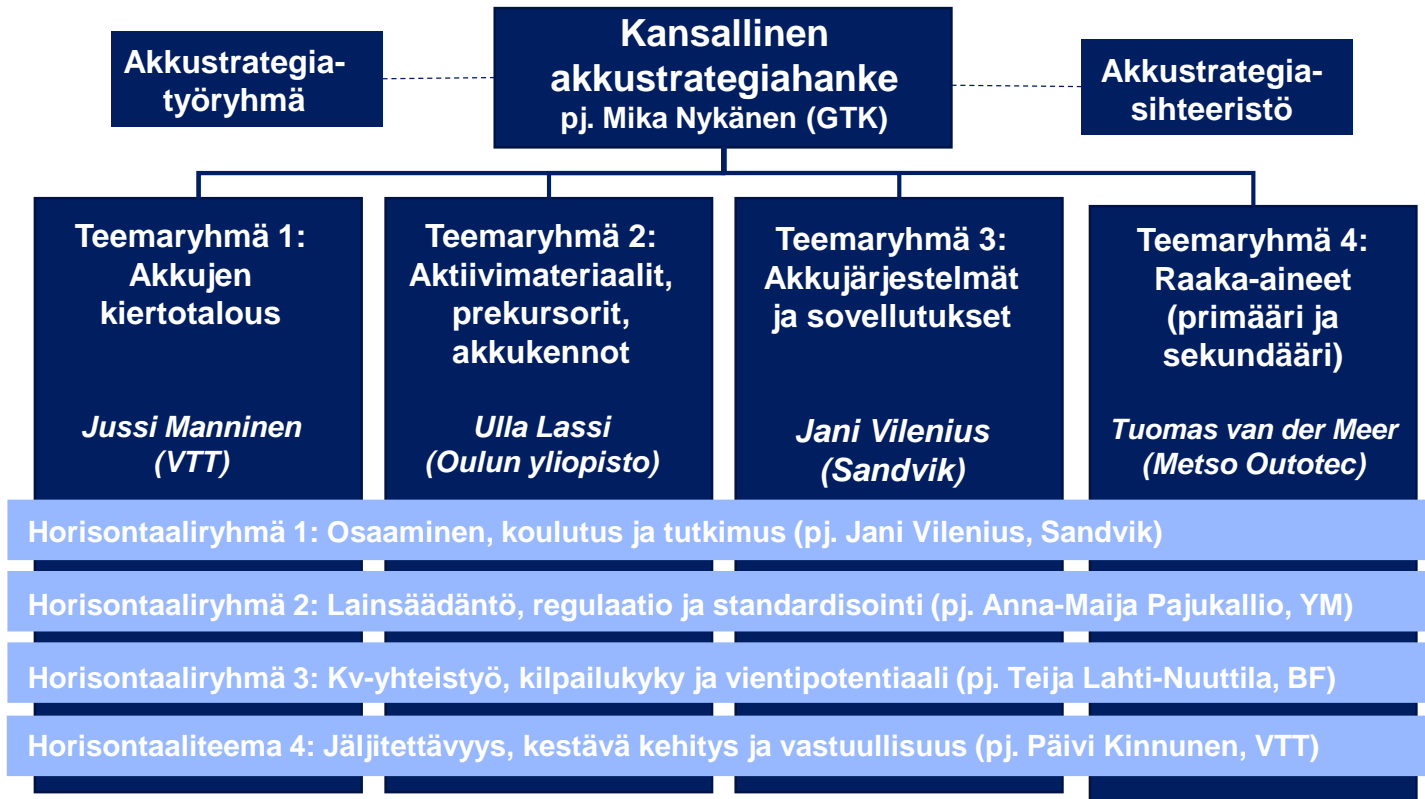 Kansallinen
akkustrategiahanke
pj. Mika Nykänen (GTK)
Akkustrategia-
työryhmä
Akkustrategia-
sihteeristö
Teemaryhmä 1:
Akkujen
kiertotalous
Jussi Manninen
(VTT)
Teemaryhmä 2:
Aktiivimateriaalit,
prekursorit,
akkukennot
Ulla Lassi
(Oulun yliopisto)
Teemaryhmä 3:
Akkujärjestelmät
ja sovellutukset
Jani Vilenius
(Sandvik)
Teemaryhmä 4:
Raaka-aineet
(primääri ja
sekundääri)
Tuomas van der Meer
(Metso Outotec)
Horisontaaliryhmä 1: Osaaminen, koulutus ja tutkimus (pj. Jani Vilenius, Sandvik)
Horisontaaliryhmä 2: Lainsäädäntö, regulaatio ja standardisointi (pj. Anna-Maija Pajukallio, YM)
Horisontaaliryhmä 3: Kv-yhteistyö, kilpailukyky ja vientipotentiaali (pj. Teija Lahti-Nuuttila, BF)
Horisontaaliteema 4: Jäljitettävyys, kestävä kehitys ja vastuullisuus (pj. Päivi Kinnunen, VTT)